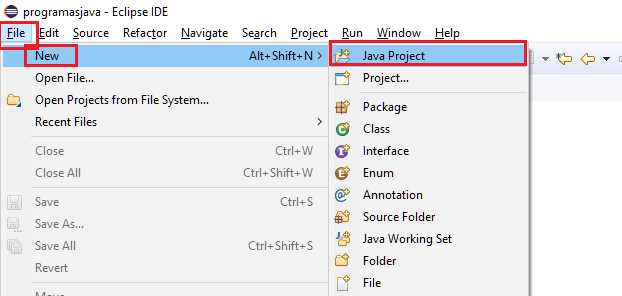 programasjava - Eclipse IDE
File Edit Source Refactor Navigate Search Project Run Window Help
New Alt+Shift+N >
Open File...
Open Projects from File System...
Recent Files >
Close Ctrl+W
Close All Ctrl+Shift+W
Save Ctrl+S
Save As...
Save All Ctrl+Shift+S
Revert
Move...
Java Project
Project...
Package
Class
Interface
Enum
Annotation
Source Folder
Java Working Set
Folder
File